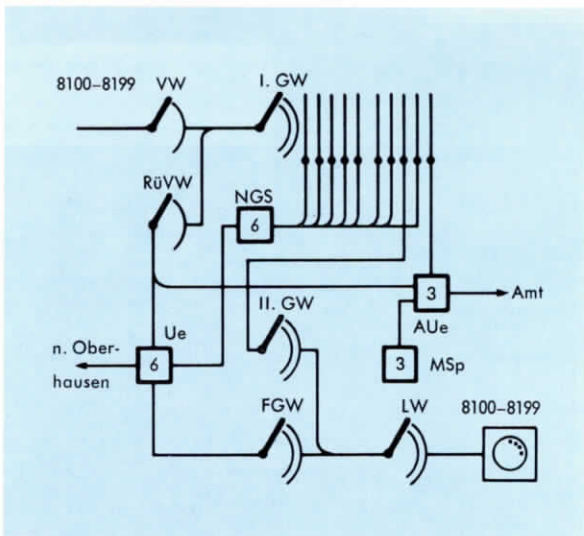 8100–8199
VW
I. GW
RüVW
NGS
6
3
Amt
AUe
II. GW
Ue
n. Ober-
hausen
6
3
MSp
FGW
LW
8100–8199